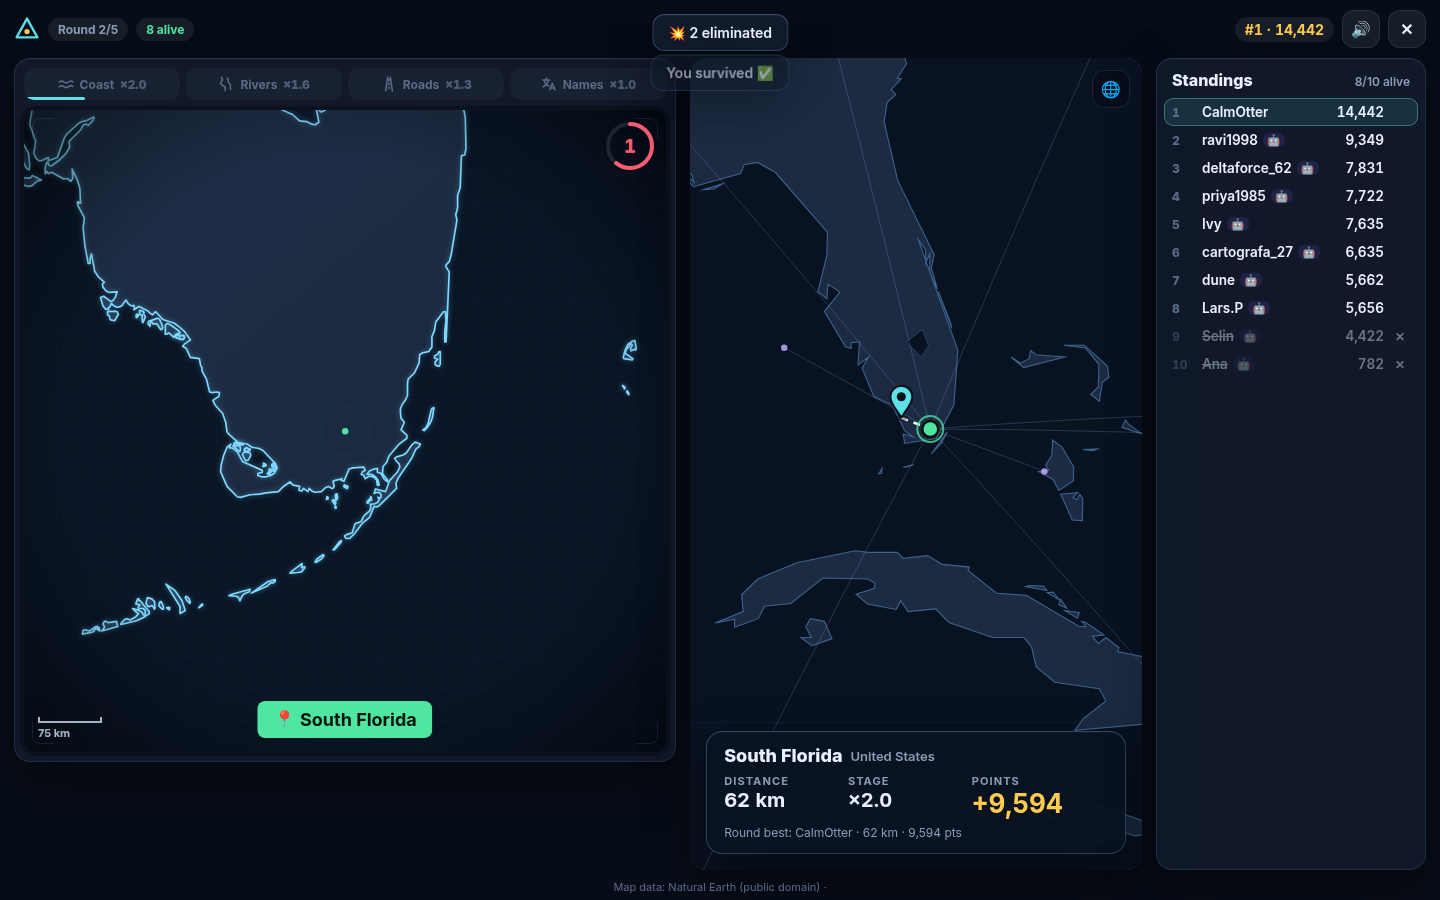 Round 2/5
8 alive
💥 2 eliminated
You survived ✅
#1 · 14,442
Coast ×2.0
Rivers ×1.6
Roads ×1.3
Names ×1.0
1
75 km
📍 South Florida
South Florida United States
DISTANCE STAGE POINTS
62 km ×2.0 +9,594
Round best: CalmOtter · 62 km · 9,594 pts
Standings 8/10 alive
1 CalmOtter 14,442
2 ravi1998 🤖 9,349
3 deltaforce_62 🤖 7,831
4 priya1985 🤖 7,722
5 Ivy 🤖 7,635
6 cartografa_27 🤖 6,635
7 dune 🤖 5,662
8 Lars.P 🤖 5,656
9 Selin 🤖 4,422 ×
10 Ana 🤖 782 ×
Map data: Natural Earth (public domain) ·